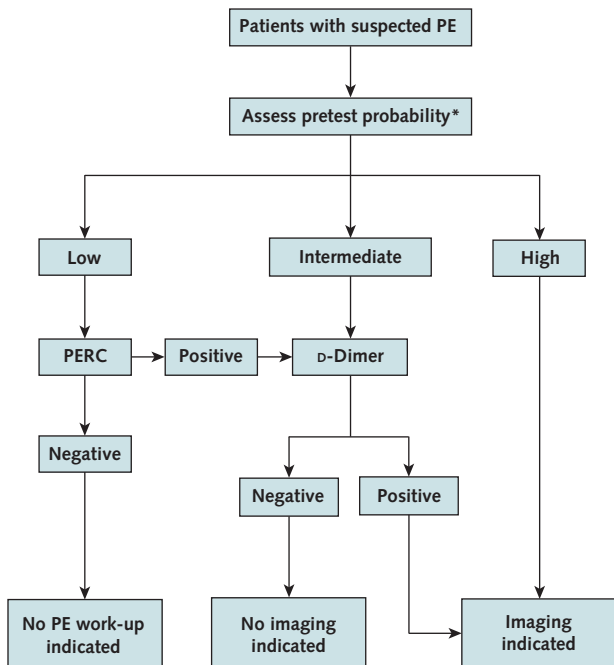 Patients with suspected PE
Assess pretest probability*
Low
Intermediate
High
PERC
Positive
D-Dimer
Negative
Negative
Positive
No PE work-up
indicated
No imaging
indicated
Imaging
indicated